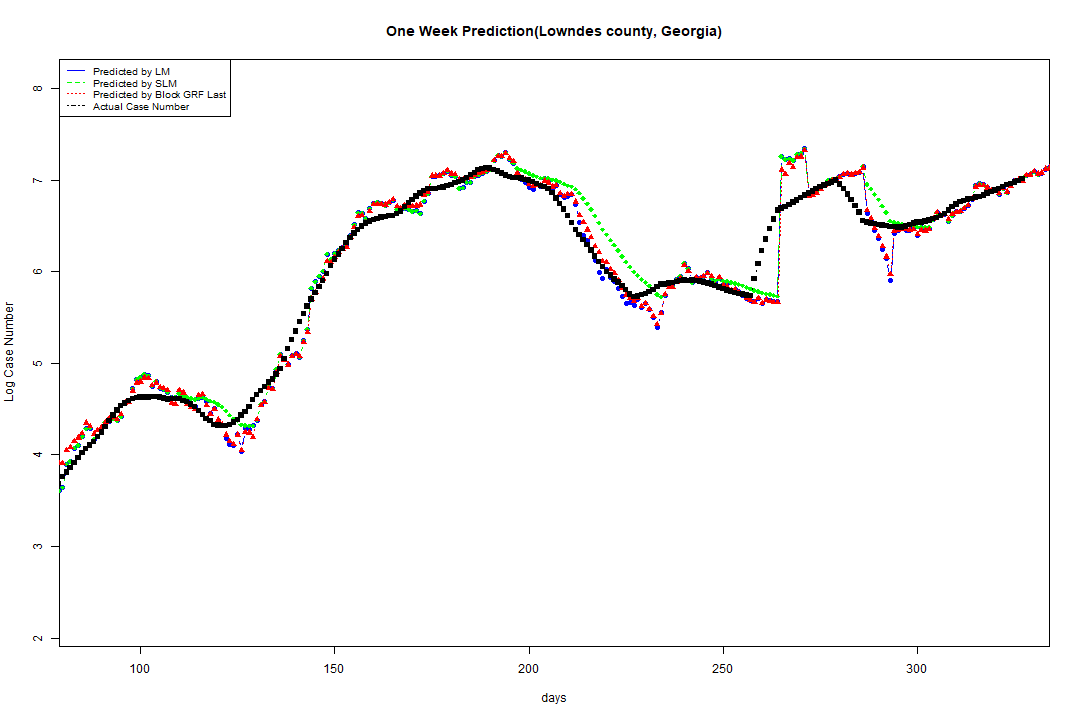 One Week Prediction(Lowndes county, Georgia)
Predicted by LM
Predicted by SLM
Predicted by Block GRF Last
Actual Case Number
8
7
6
5
4
3
2
Log Case Number
100 150 200 250 300
days